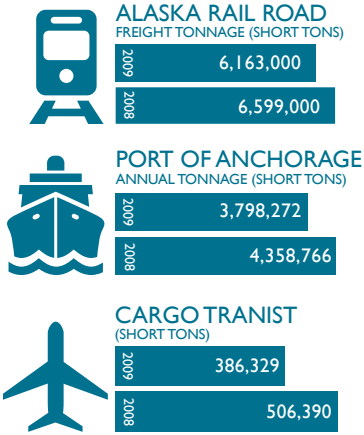 ALASKA RAIL ROAD
FREIGHT TONNAGE (SHORT TONS)
2009 6,163,000
2008 6,599,000
PORT OF ANCHORAGE
ANNUAL TONNAGE (SHORT TONS)
2009 3,798,272
2008 4,358,766
CARGO TRANIST
(SHORT TONS)
2009 386,329
2008 506,390